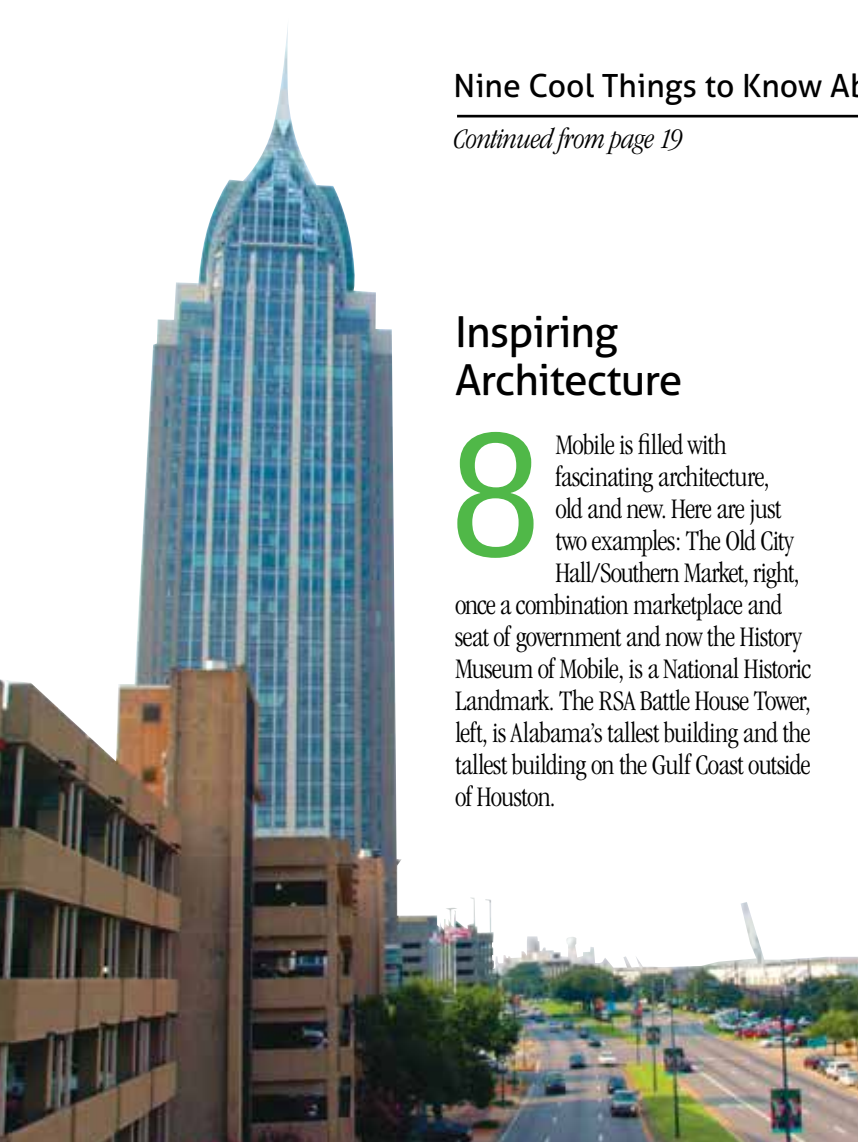 Nine Cool Things to Know Ab
Continued from page 19
Inspiring
Architecture
8
Mobile is filled with
fascinating architecture,
old and new. Here are just
two examples: The Old City
Hall/Southern Market, right,
once a combination marketplace and
seat of government and now the History
Museum of Mobile, is a National Historic
Landmark. The RSA Battle House Tower,
left, is Alabama’s tallest building and the
tallest building on the Gulf Coast outside
of Houston.